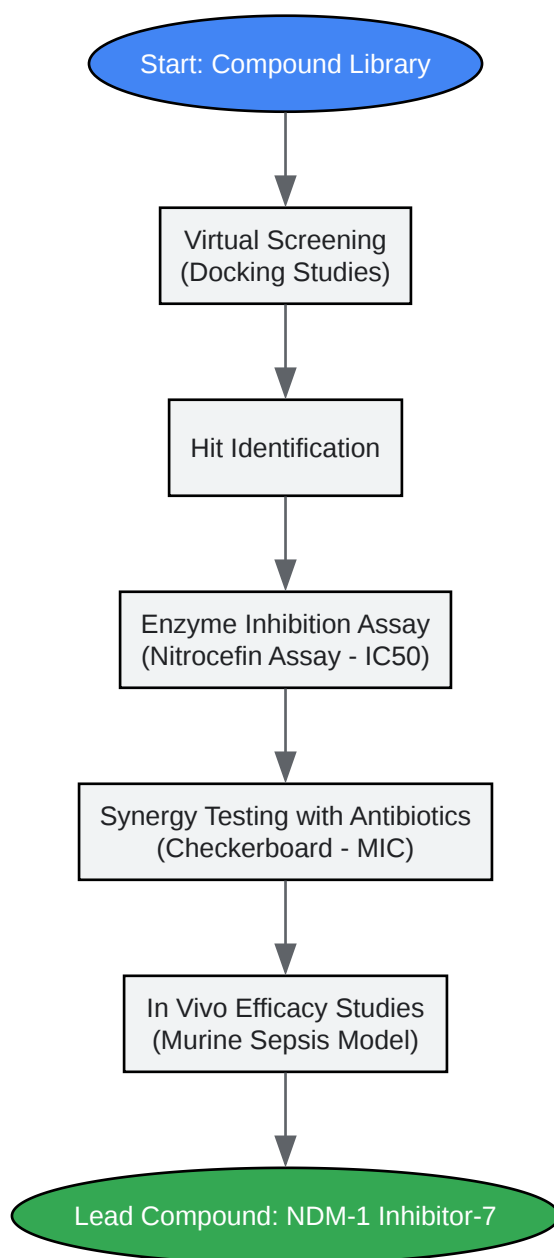 Start: Compound Library
Virtual Screening
(Docking Studies)
Hit Identification
Enzyme Inhibition Assay
(Nitrocefin Assay - IC50)
Synergy Testing with Antibiotics
(Checkerboard - MIC)
In Vivo Efficacy Studies
(Murine Sepsis Model)
Lead Compound: NDM-1 Inhibitor-7